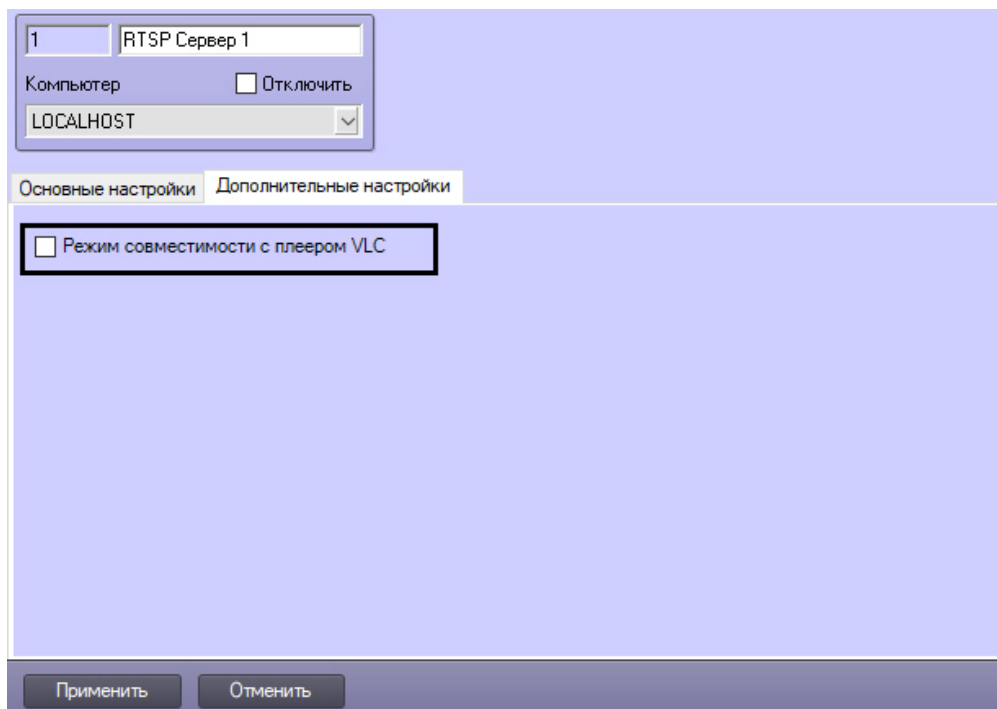 1 RTSP Сервер 1
Компьютер Отключить
LOCALHOST
Основные настройки Дополнительные настройки
Режим совместимости с плеером VLC
Применить Отменить